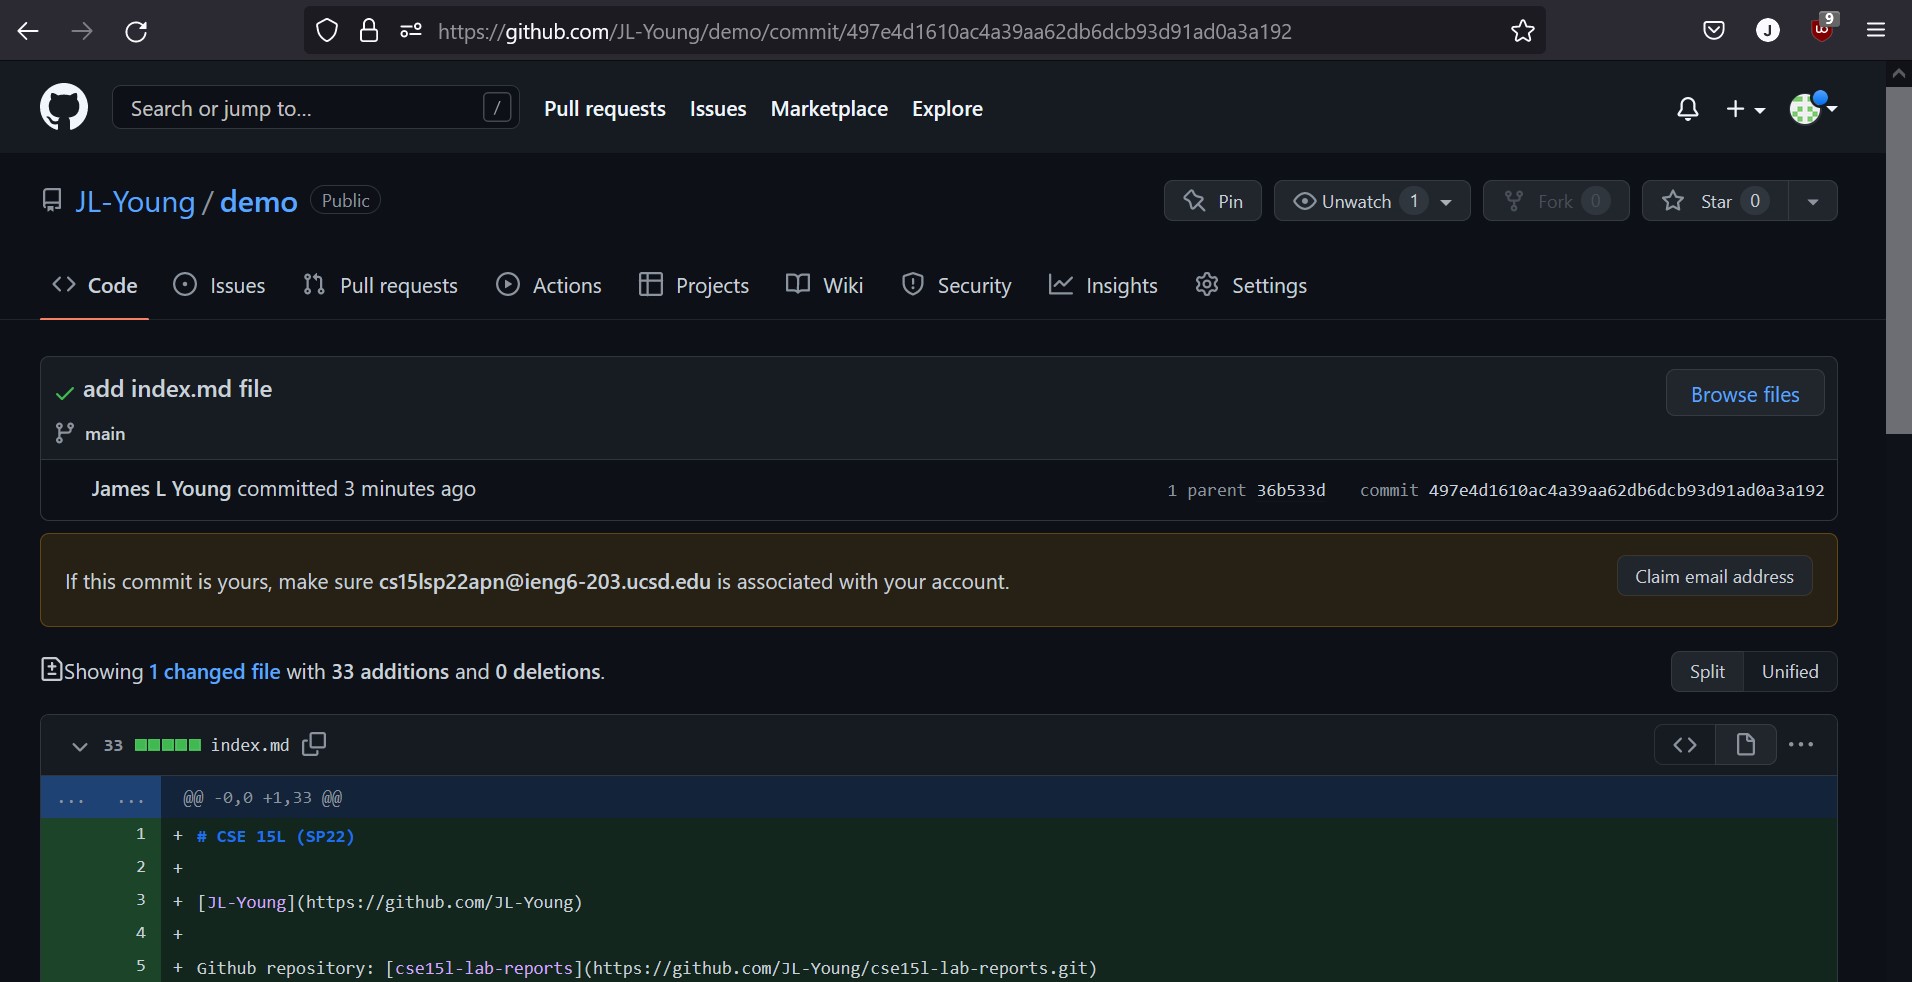 https://github.com/JL-Young/demo/commit/497e4d1610ac4a39aa62db6dcb93d91ad0a3a192
J
9
Search or jump to... /
Pull requests Issues Marketplace Explore
JL-Young / demo Public
Pin Unwatch 1 Fork 0 Star 0
Code Issues Pull requests Actions Projects Wiki Security Insights Settings
add index.md file
Browse files
main
James L Young committed 3 minutes ago 1 parent 36b533d commit 497e4d1610ac4a39aa62db6dcb93d91ad0a3a192
If this commit is yours, make sure cs15lsp22apn@ieng6-203.ucsd.edu is associated with your account. Claim email address
Showing 1 changed file with 33 additions and 0 deletions. Split Unified
33 index.md
... ... @@ -0,0 +1,33 @@
1 + # CSE 15L (SP22)
2 +
3 + [JL-Young](https://github.com/JL-Young)
4 +
5 + Github repository: [cse15l-lab-reports](https://github.com/JL-Young/cse15l-lab-reports.git)